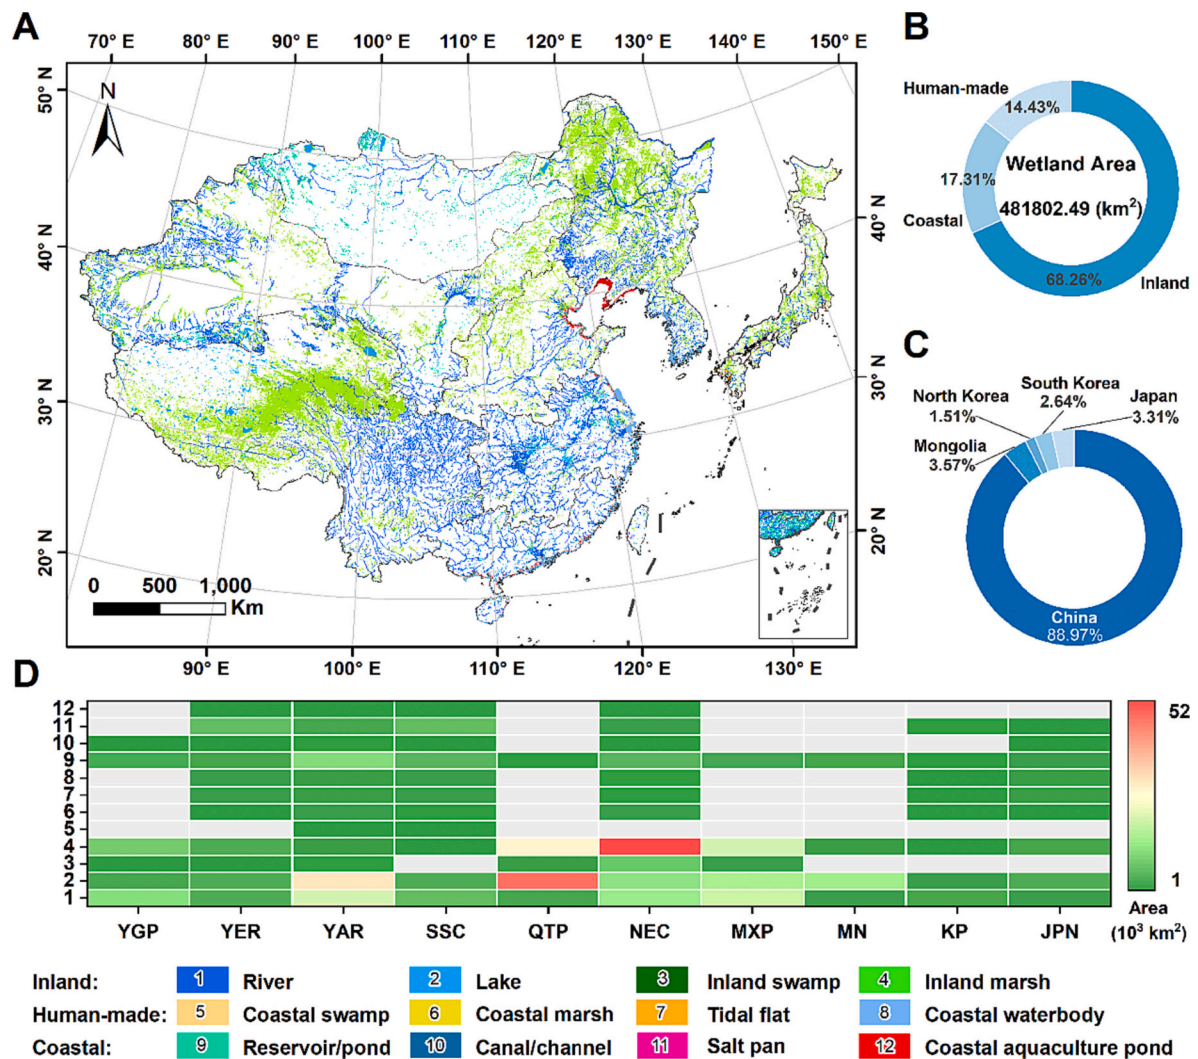 A
70° E 80° E 90° E 100° E 110° E 120° E 130° E 140° E 150° E
50° N
40° N
30° N
20° N
N
40° N
30° N
20° N
0 500 1,000
Km
90° E 100° E 110° E 120° E 130° E
B
Human-made
14.43%
Wetland Area
17.31%
481802.49 (km²)
Coastal
68.26%
Inland
C
South Korea
2.64%
North Korea
1.51%
Japan
3.31%
Mongolia
3.57%
China
88.97%
D
12
11
10
9
8
7
6
5
4
3
2
1
YGP YER YAR SSC QTP NEC MXP MN KP JPN
52
1
Area
(10³ km²)
Inland: 1 River 2 Lake 3 Inland swamp 4 Inland marsh
Human-made: 5 Coastal swamp 6 Coastal marsh 7 Tidal flat 8 Coastal waterbody
Coastal: 9 Reservoir/pond 10 Canal/channel 11 Salt pan 12 Coastal aquaculture pond